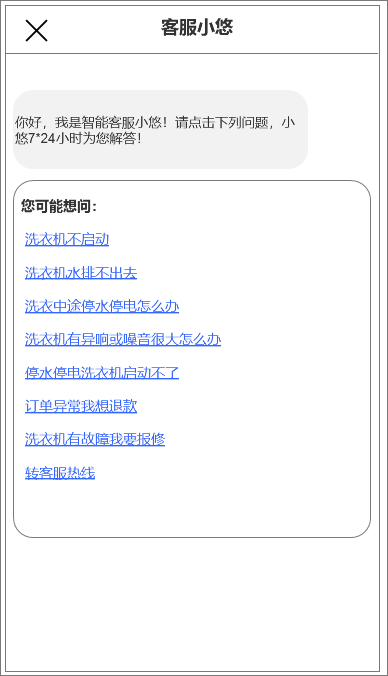 客服小悠
你好，我是智能客服小悠！请点击下列问题，小
悠7*24小时为您解答！
您可能想问：
洗衣机不启动
洗衣机水排不出去
洗衣中途停水停电怎么办
洗衣机有异响或噪音很大怎么办
停水停电洗衣机启动不了
订单异常我想退款
洗衣机有故障我要报修
转客服热线